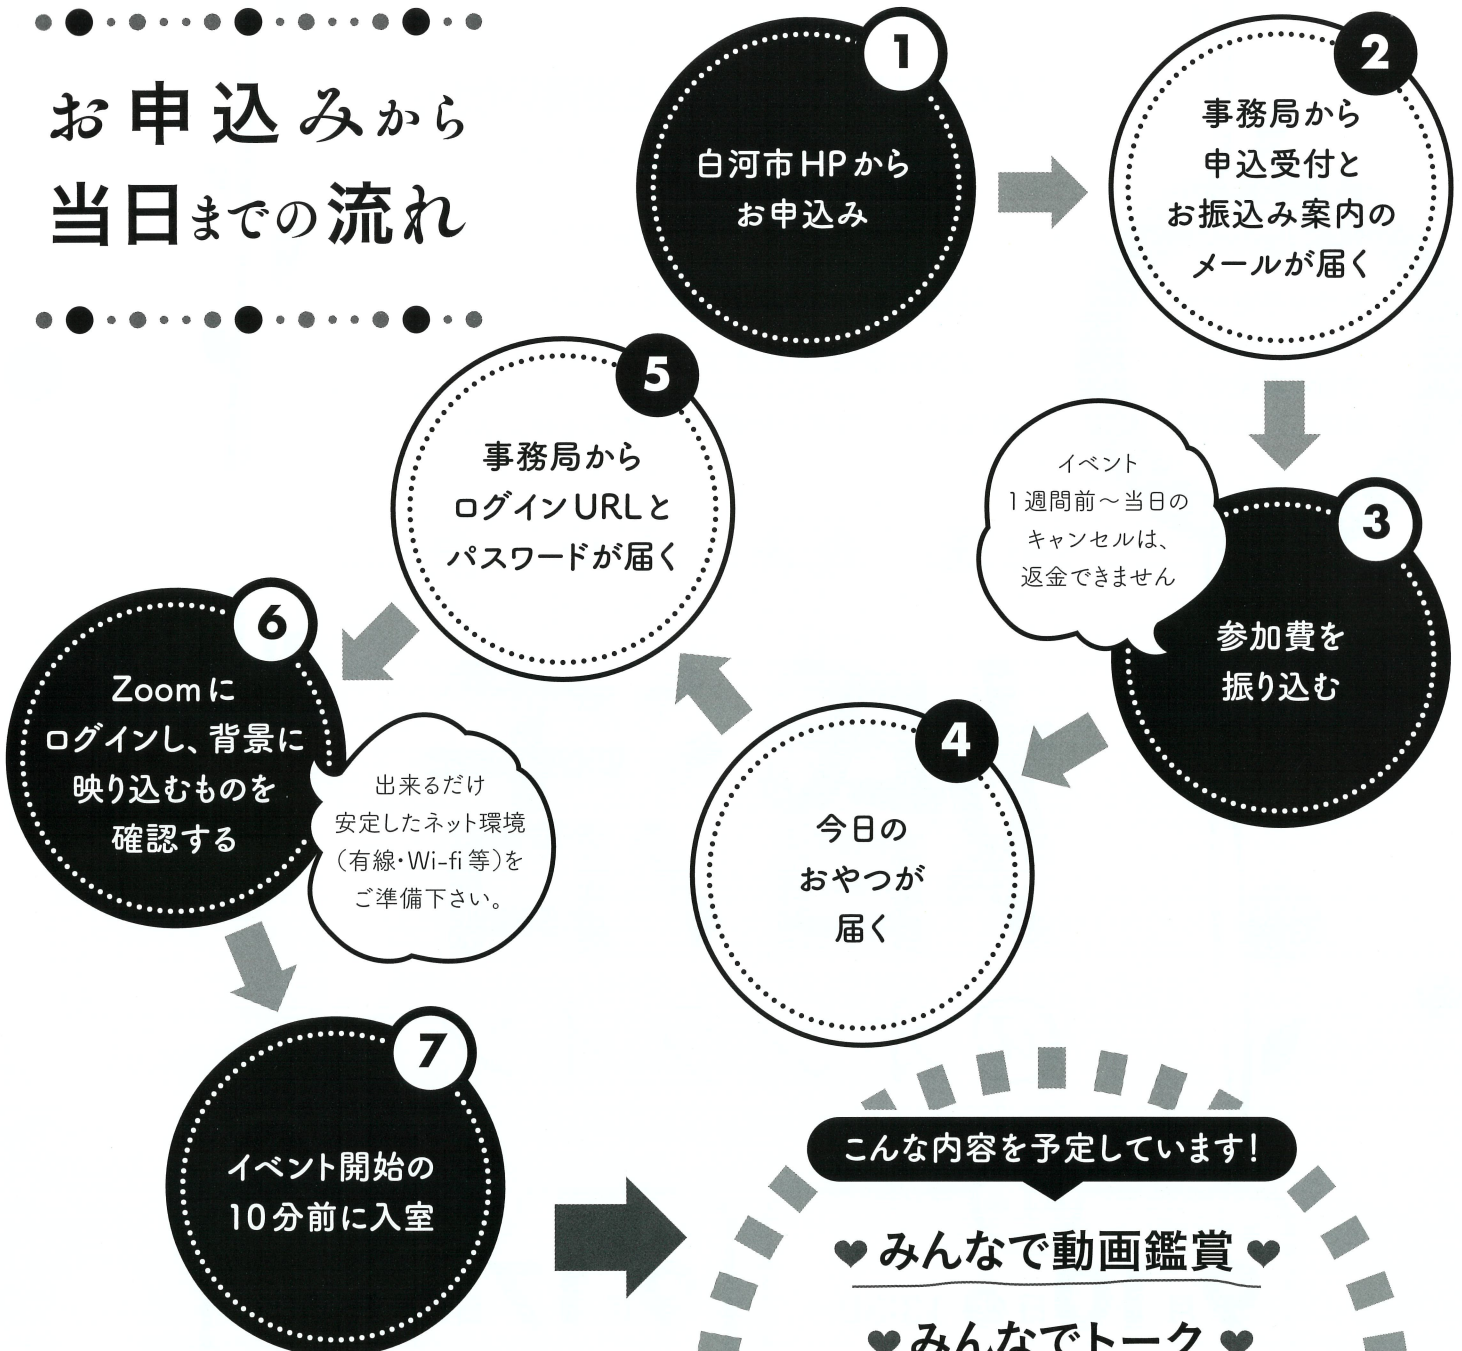 お申込みから
当日までの流れ
1
白河市HPから
お申込み
2
事務局から
申込受付と
お振込み案内の
メールが届く
3
参加費を
振り込む
イベント
1週間前〜当日の
キャンセルは、
返金できません
4
今日の
おやつが
届く
5
事務局から
ログインURLと
パスワードが届く
6
Zoomに
ログインし、背景に
映り込むものを
確認する
出来るだけ
安定したネット環境
（有線・Wi-fi等）を
ご準備下さい。
7
イベント開始の
10分前に入室
こんな内容を予定しています!
みんなで動画鑑賞
みんなでトーク